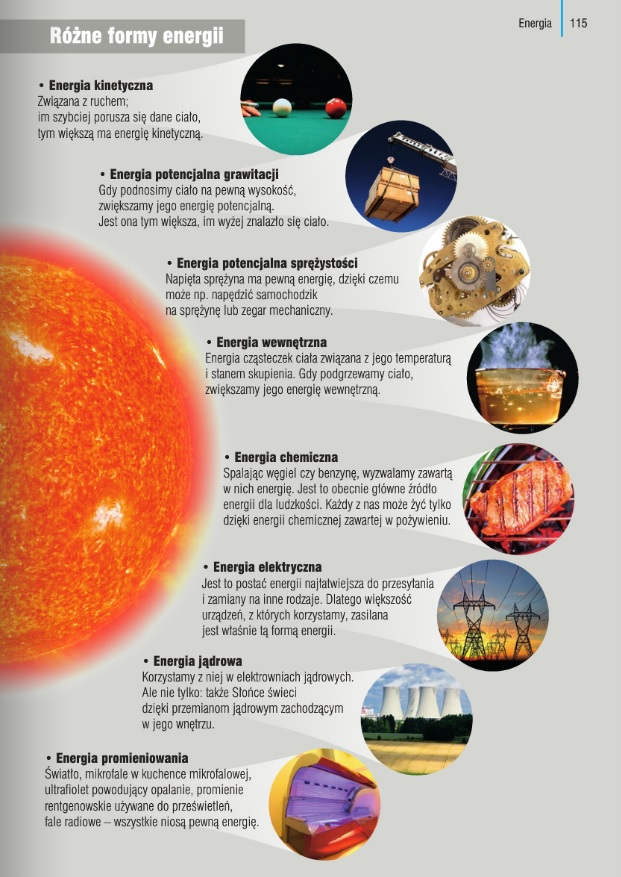 Energia 115
Różne formy energii
• Energia kinetyczna
Związana z ruchem;
im szybciej porusza się dane ciało,
tym większą ma energię kinetyczną.
• Energia potencjalna grawitacji
Gdy podnosimy ciało na pewną wysokość,
zwiększamy jego energię potencjalną.
Jest ona tym większa, im wyżej znalazło się ciało.
• Energia potencjalna sprężystości
Napięta sprężyna ma pewną energię, dzięki czemu
może np. napędzić samochodzik
na sprężynę lub zegar mechaniczny.
• Energia wewnętrzna
Energia cząsteczek ciała związana z jego temperaturą
i stanem skupienia. Gdy podgrzewamy ciało,
zwiększamy jego energię wewnętrzną.
• Energia chemiczna
Spalając węgiel czy benzynę, wyzwalamy zawartą
w nich energię. Jest to obecnie główne źródło
energii dla ludzkości. Każdy z nas może żyć tylko
dzięki energii chemicznej zawartej w pożywieniu.
• Energia elektryczna
Jest to postać energii najłatwiejsza do przesyłania
i zamiany na inne rodzaje. Dlatego większość
urządzeń, z których korzystamy, zasilana
jest właśnie tą formą energii.
• Energia jądrowa
Korzystamy z niej w elektrowniach jądrowych.
Ale nie tylko: także Słońce świeci
dzięki przemianom jądrowym zachodzącym
w jego wnętrzu.
• Energia promieniowania
Światło, mikrofale w kuchence mikrofalowej,
ultrafiolet powodujący opalanie, promienie
rentgenowskie używane do prześwietleń,
fale radiowe – wszystkie niosą pewną energię.